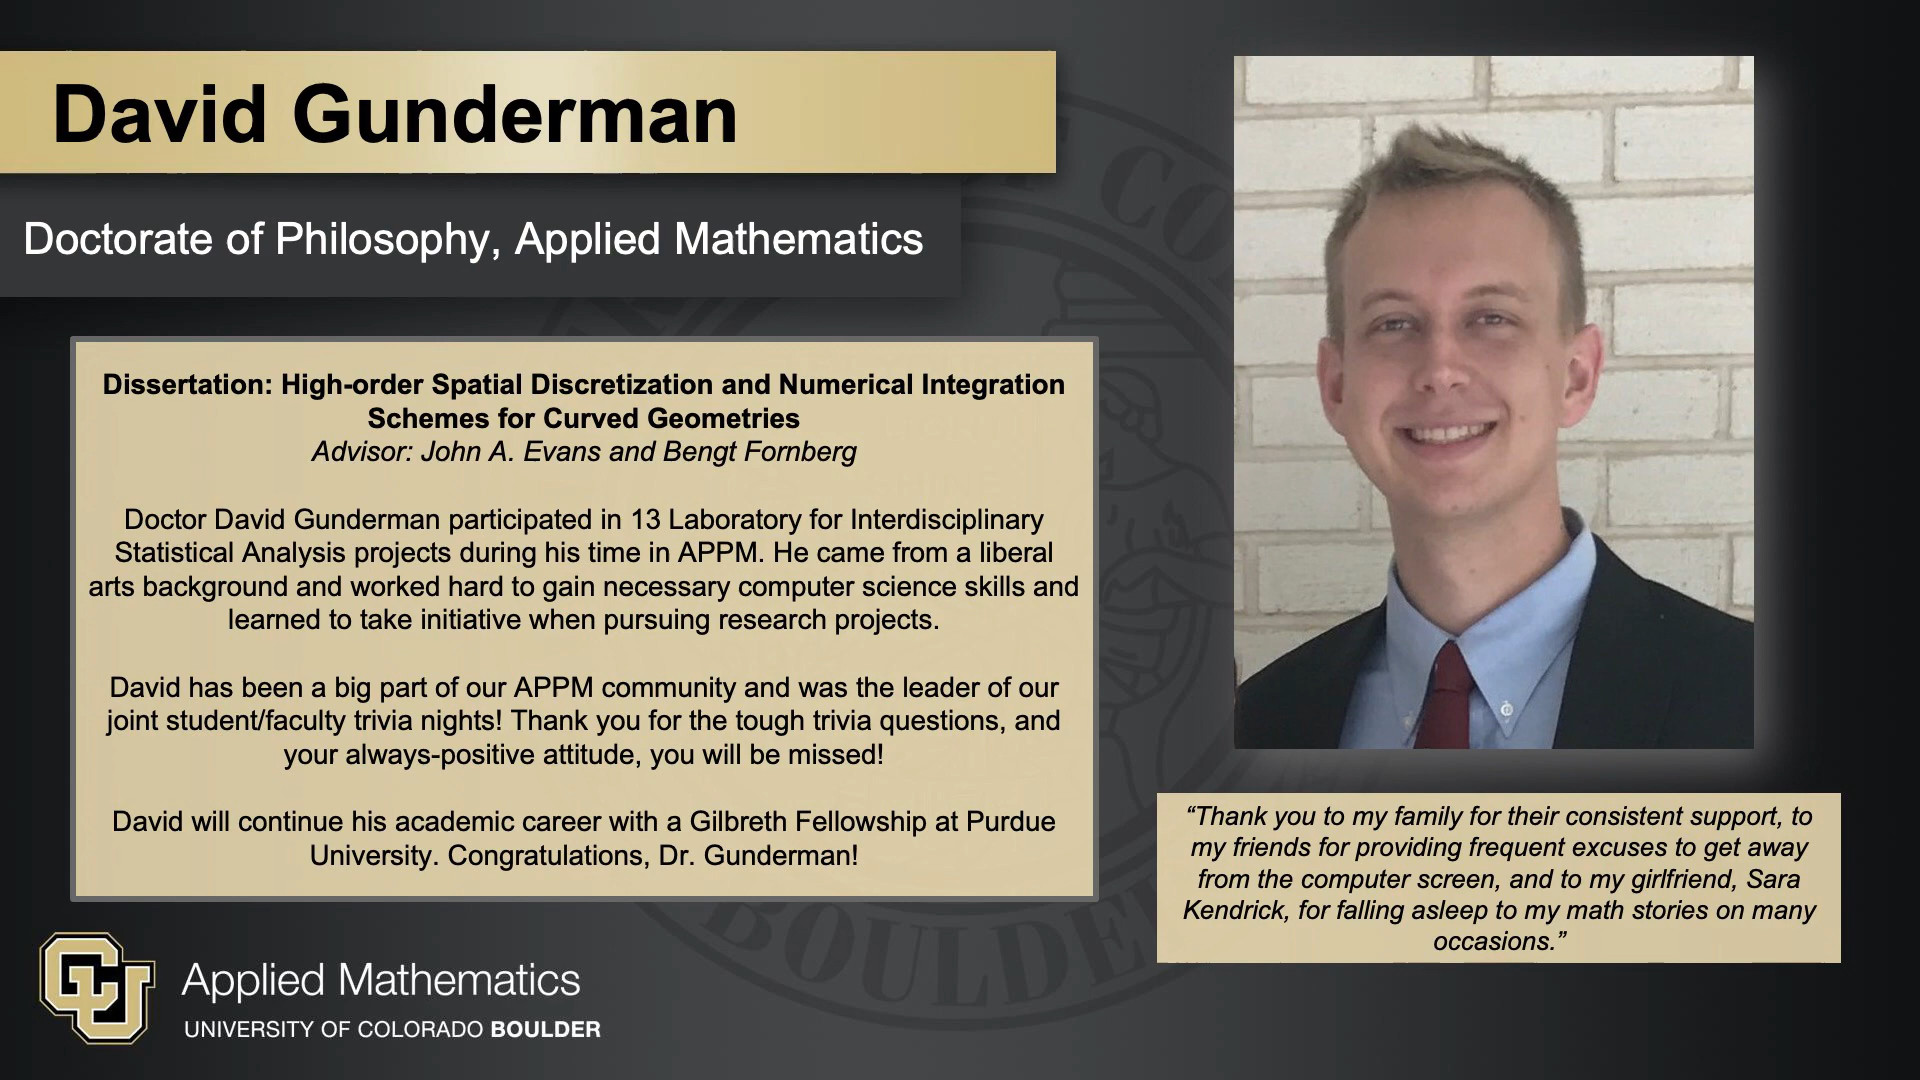 David Gunderman
Doctorate of Philosophy, Applied Mathematics
Dissertation: High-order Spatial Discretization and Numerical Integration
Schemes for Curved Geometries
Advisor: John A. Evans and Bengt Fornberg
Doctor David Gunderman participated in 13 Laboratory for Interdisciplinary
Statistical Analysis projects during his time in APPM. He came from a liberal
arts background and worked hard to gain necessary computer science skills and
learned to take initiative when pursuing research projects.
David has been a big part of our APPM community and was the leader of our
joint student/faculty trivia nights! Thank you for the tough trivia questions, and
your always-positive attitude, you will be missed!
David will continue his academic career with a Gilbreth Fellowship at Purdue
University. Congratulations, Dr. Gunderman!
“Thank you to my family for their consistent support, to
my friends for providing frequent excuses to get away
from the computer screen, and to my girlfriend, Sara
Kendrick, for falling asleep to my math stories on many
occasions.”
CU
Applied Mathematics
UNIVERSITY OF COLORADO BOULDER
BOULDER